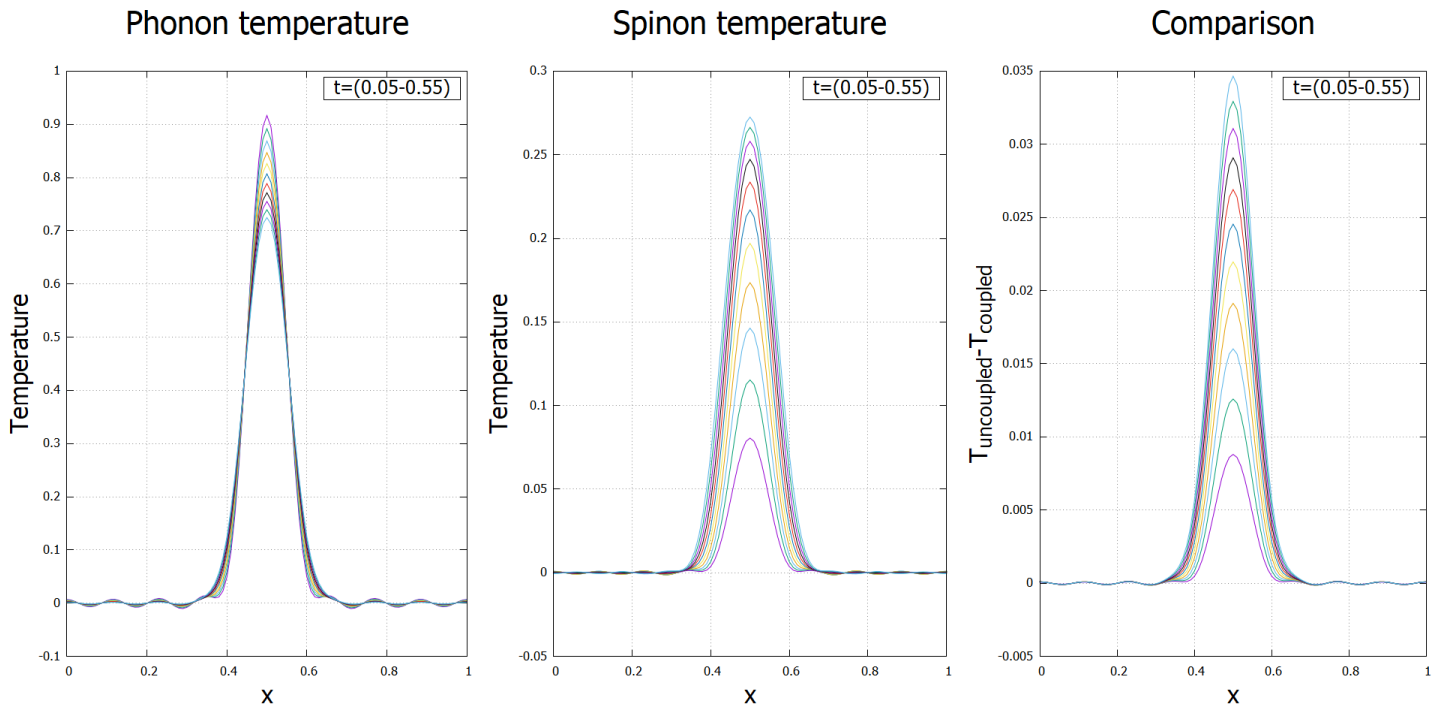 Phonon temperature
Spinon temperature
Comparison
t=(0.05-0.55)
1
0.9
0.8
0.7
0.6
0.5
0.4
0.3
0.2
0.1
0
-0.1
Temperature
0 0.2 0.4 0.6 0.8 1
x
t=(0.05-0.55)
0.3
0.25
0.2
0.15
0.1
0.05
0
-0.05
Temperature
0 0.2 0.4 0.6 0.8 1
x
t=(0.05-0.55)
0.035
0.03
0.025
0.02
0.015
0.01
0.005
0
-0.005
Tuncoupled-Tcoupled
0 0.2 0.4 0.6 0.8 1
x